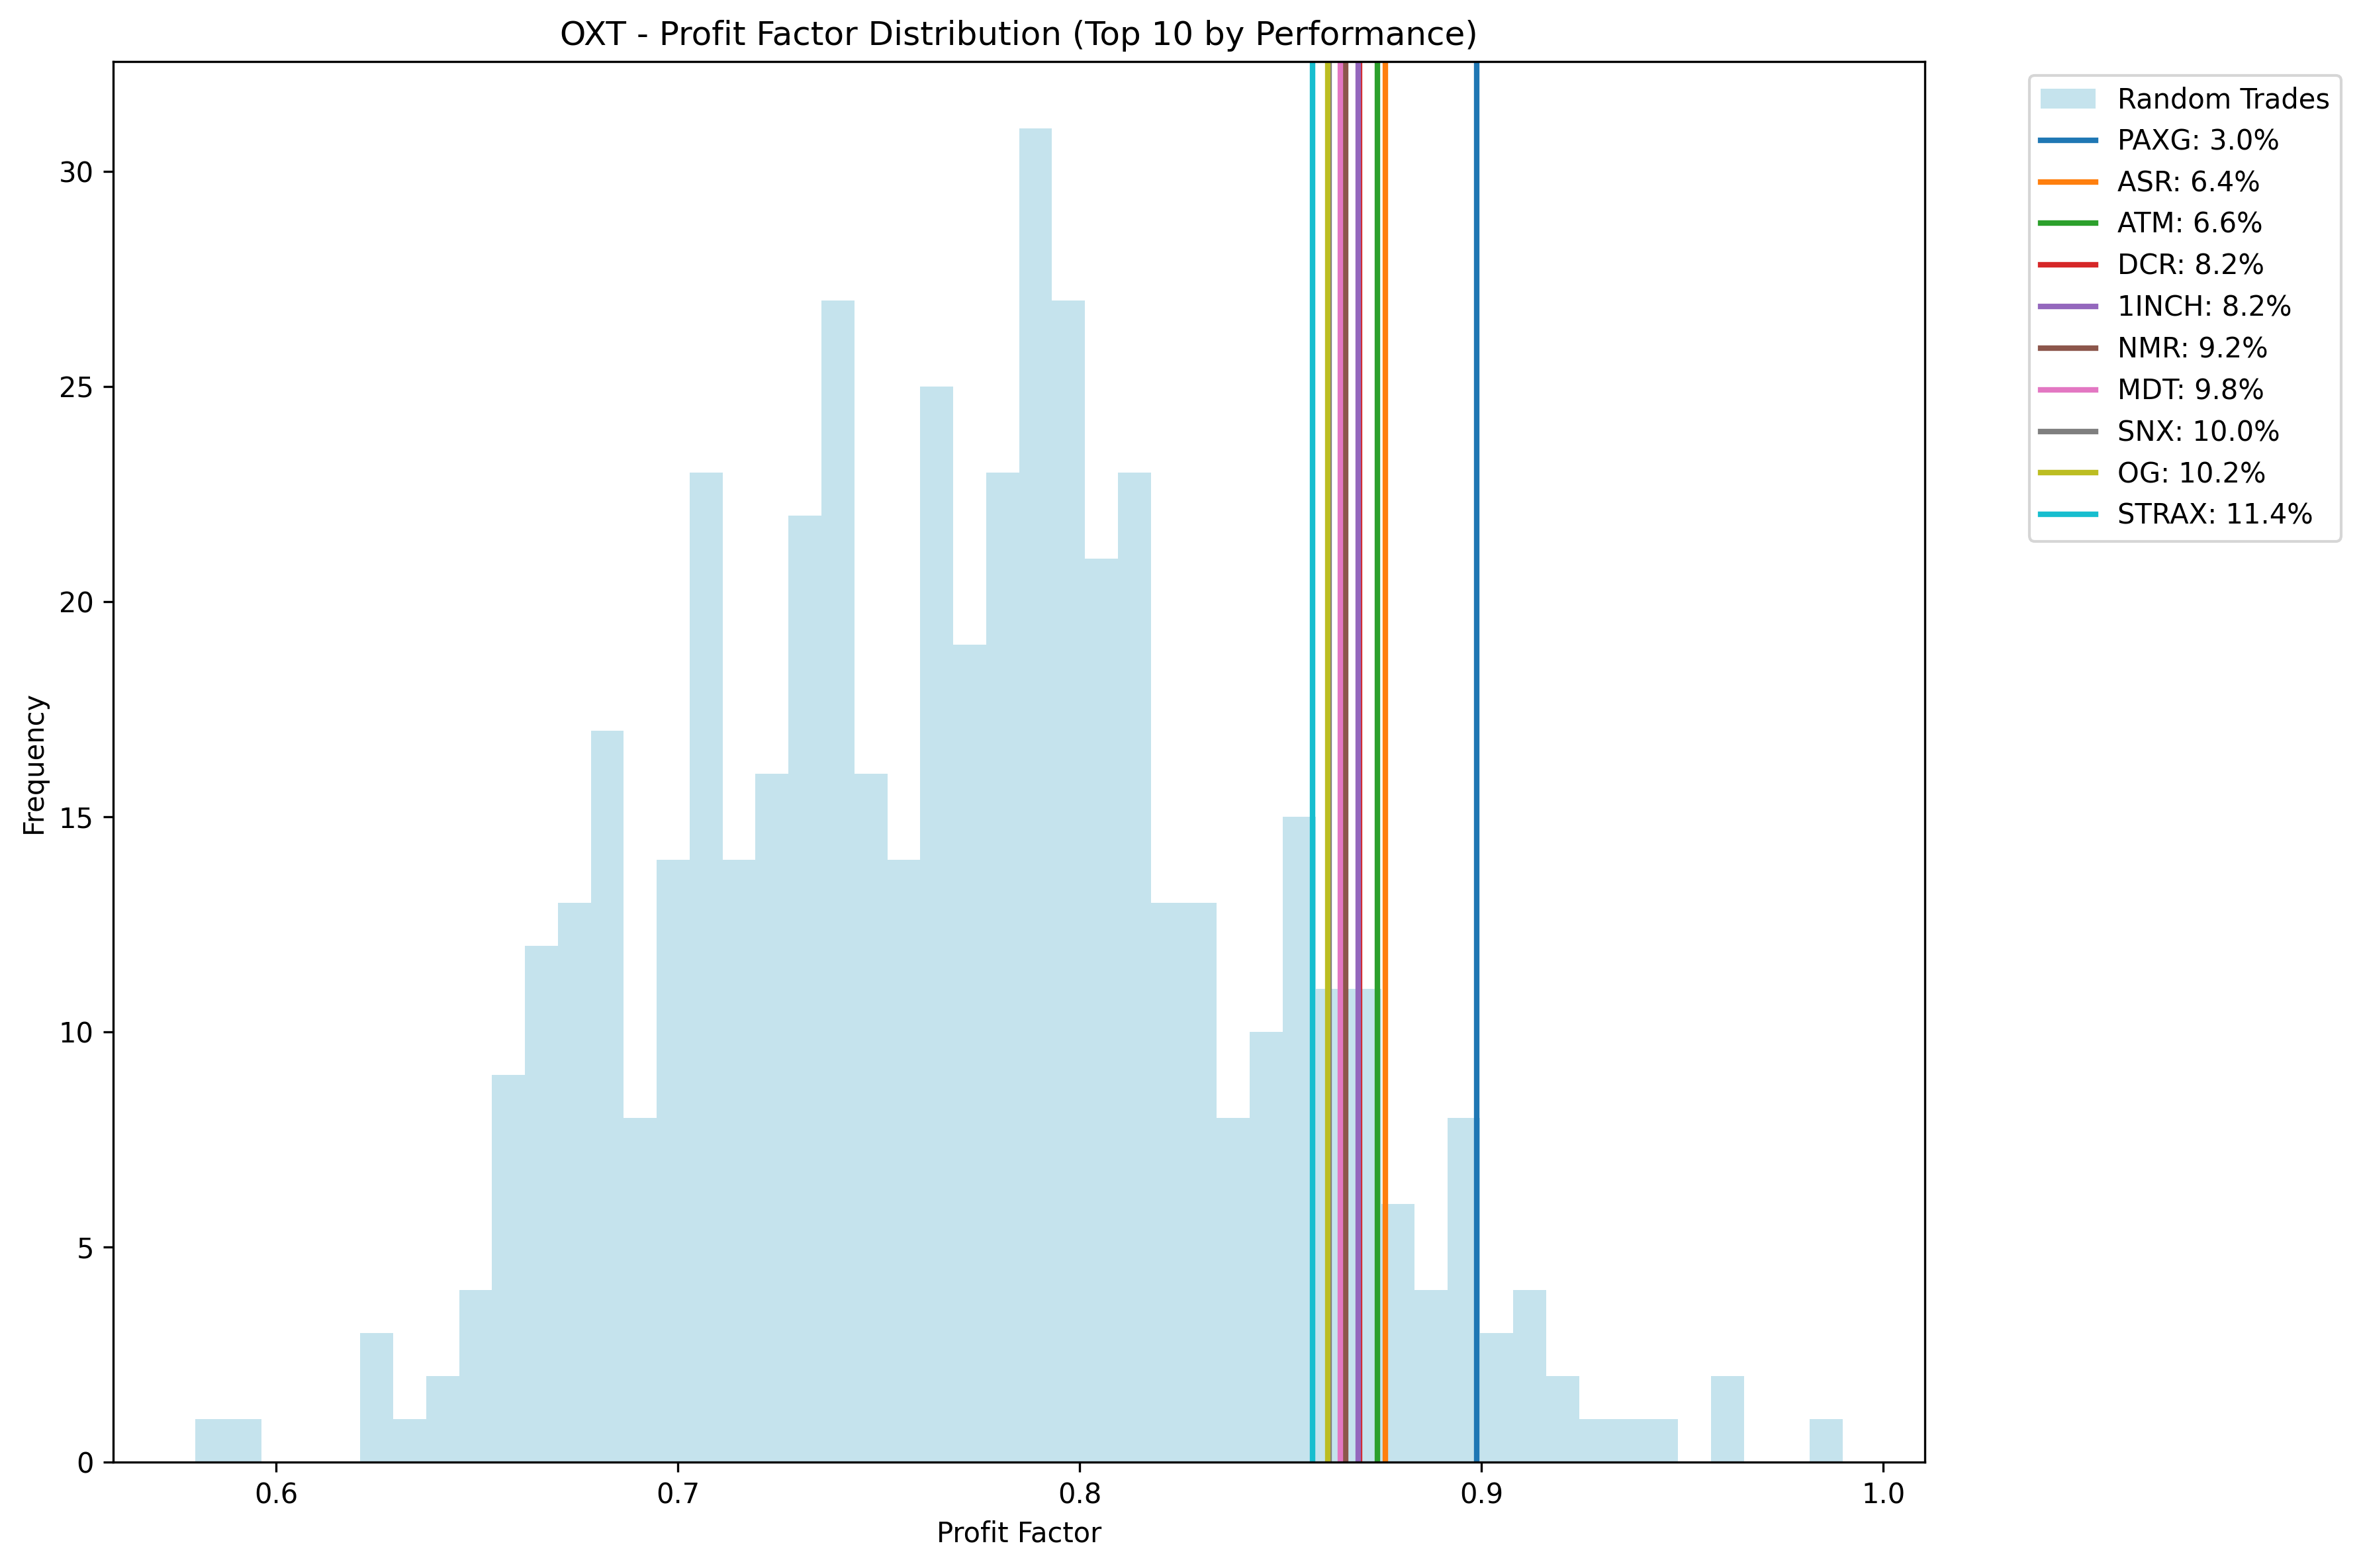 OXT - Profit Factor Distribution (Top 10 by Performance)
Random Trades
PAXG: 3.0%
ASR: 6.4%
ATM: 6.6%
DCR: 8.2%
1INCH: 8.2%
NMR: 9.2%
MDT: 9.8%
SNX: 10.0%
OG: 10.2%
STRAX: 11.4%
Frequency
30
25
20
15
10
5
0
0.6
0.7
0.8
0.9
1.0
Profit Factor